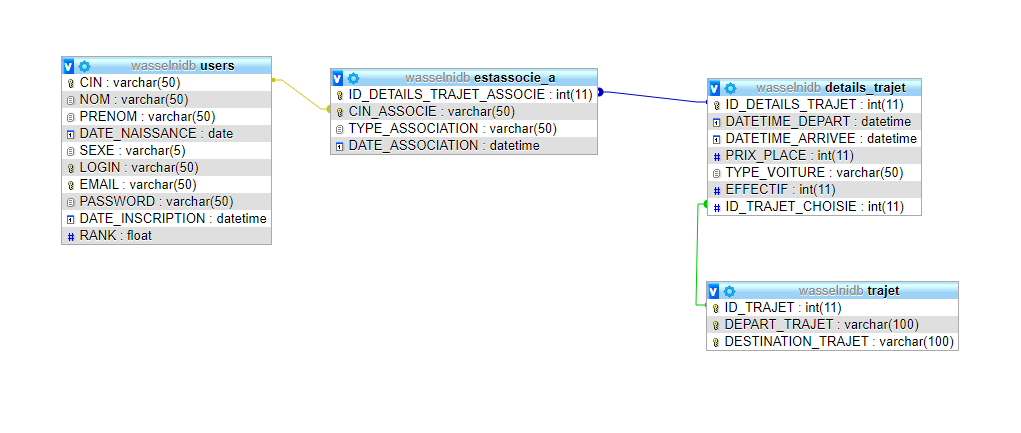 wasselnidb users
CIN : varchar(50)
NOM : varchar(50)
PRENOM : varchar(50)
DATE_NAISSANCE : date
SEXE : varchar(5)
LOGIN : varchar(50)
EMAIL : varchar(50)
PASSWORD : varchar(50)
DATE_INSCRIPTION : datetime
RANK : float
wasselnidb estassocie_a
ID_DETAILS_TRAJET_ASSOCIE : int(11)
CIN_ASSOCIE : varchar(50)
TYPE_ASSOCIATION : varchar(50)
DATE_ASSOCIATION : datetime
wasselnidb details_trajet
ID_DETAILS_TRAJET : int(11)
DATETIME_DEPART : datetime
DATETIME_ARRIVEE : datetime
PRIX_PLACE : int(11)
TYPE_VOITURE : varchar(50)
EFFECTIF : int(11)
ID_TRAJET_CHOISIE : int(11)
wasselnidb trajet
ID_TRAJET : int(11)
DEPART_TRAJET : varchar(100)
DESTINATION_TRAJET : varchar(100)